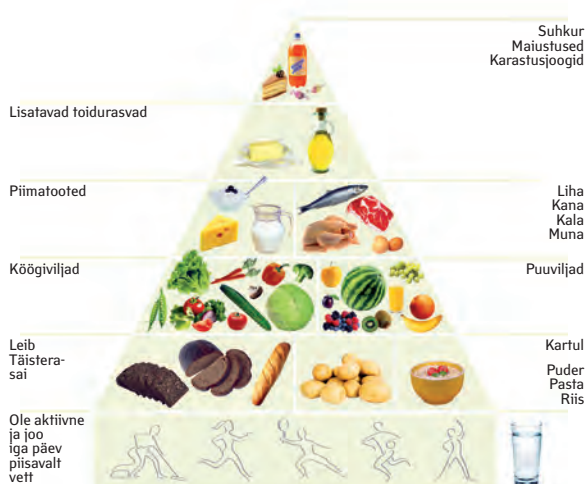 Suhkur
Maiustused
Karastusjoogid
Lisatavad toidurasvad
Piimatooted
Liha
Kana
Kala
Muna
Köögiviljad
Puuviljad
Leib
Täistera-
sai
Kartul
Puder
Pasta
Riis
Ole aktiivne
ja joo
iga päev
piisavalt
vett